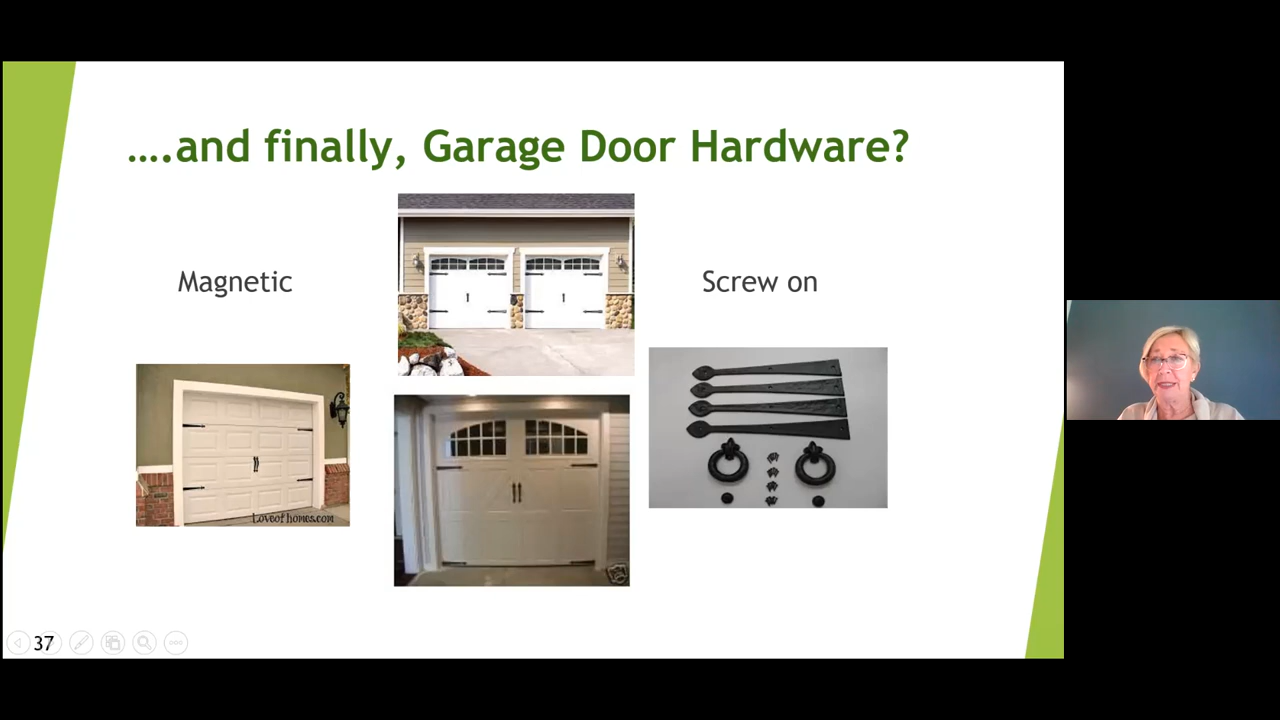 ….and finally, Garage Door Hardware?
Magnetic
Screw on
Loveofhomes.com
37